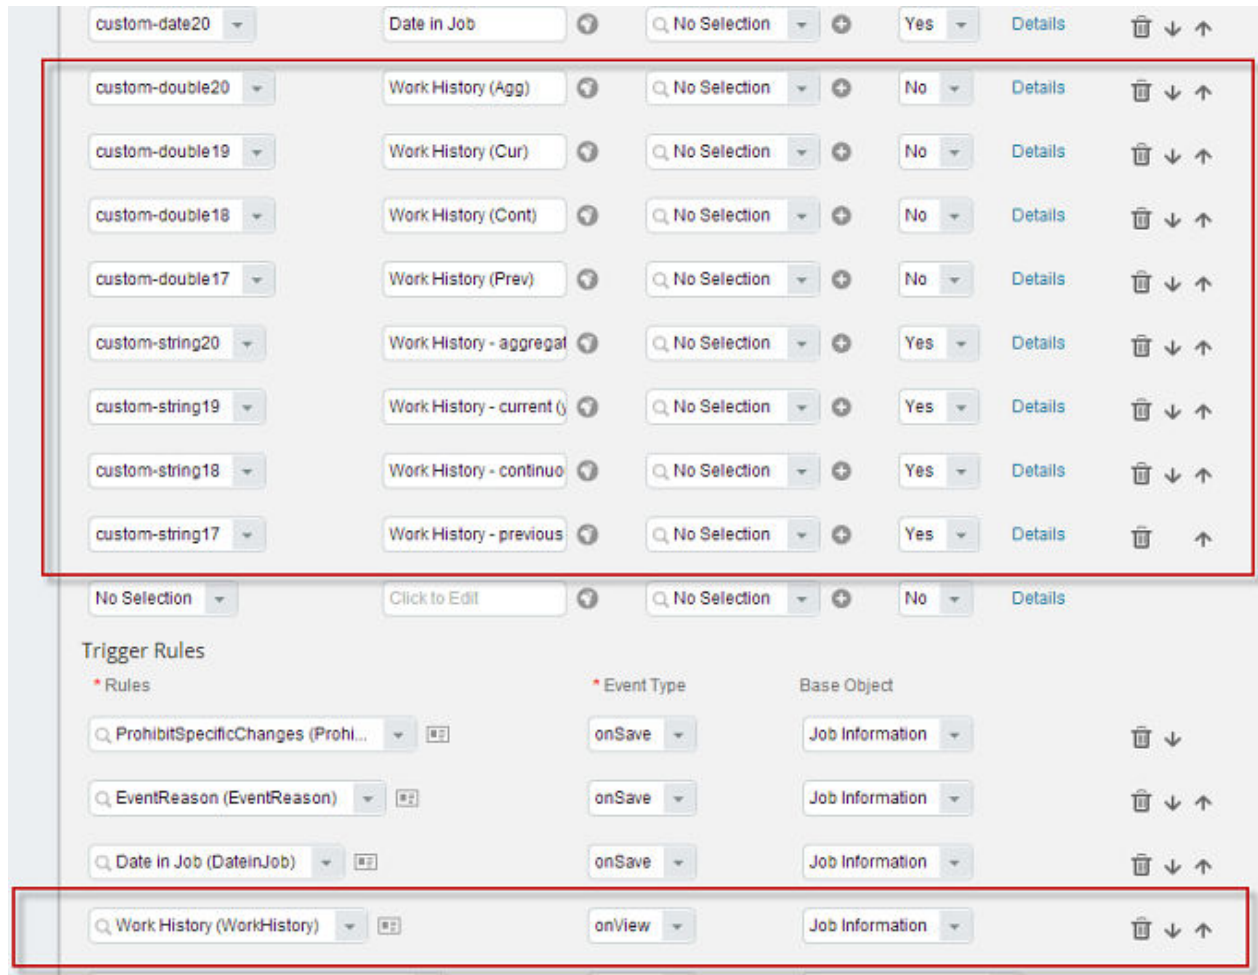 custom-date20 Date in Job No Selection Yes Details
custom-double20 Work History (Agg) No Selection No Details
custom-double19 Work History (Cur) No Selection No Details
custom-double18 Work History (Cont) No Selection No Details
custom-double17 Work History (Prev) No Selection No Details
custom-string20 Work History - aggregat No Selection Yes Details
custom-string19 Work History - current (y No Selection Yes Details
custom-string18 Work History - continuo No Selection Yes Details
custom-string17 Work History - previous No Selection Yes Details
No Selection Click to Edit No Selection No Details
Trigger Rules
* Rules * Event Type Base Object
ProhibitSpecificChanges (Prohi... onSave Job Information
EventReason (EventReason) onSave Job Information
Date in Job (DateinJob) onSave Job Information
Work History (WorkHistory) onView Job Information